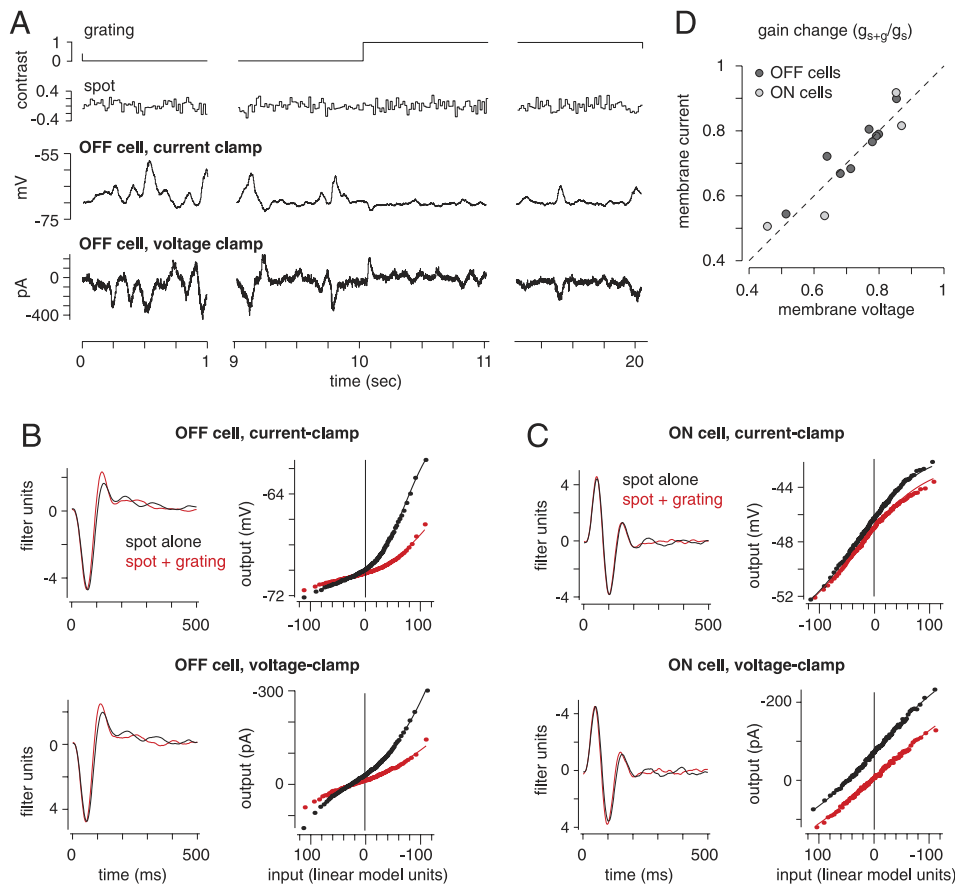 A
grating
1
0
contrast
spot
0.4
-0.4
OFF cell, current clamp
-55
mV
-75
OFF cell, voltage clamp
0
pA
-400
0 1 9 10 11 20
time (sec)
D
gain change (gs+g/gs)
1
OFF cells
ON cells
0.8
membrane current
0.6
0.4
0.4 0.6 0.8 1
membrane voltage
B
OFF cell, current-clamp
filter units
0
-4
spot alone
spot + grating
0 500
output (mV)
-64
-72
-100 0 100
OFF cell, voltage-clamp
filter units
0
4
0 500
time (ms)
output (pA)
-300
0
100 0 -100
input (linear model units)
C
ON cell, current-clamp
filter units
4
0
-4
spot alone
spot + grating
0 500
output (mV)
-44
-48
-52
-100 0 100
ON cell, voltage-clamp
filter units
-4
0
4
0 500
time (ms)
output (pA)
-200
0
100 0 -100
input (linear model units)